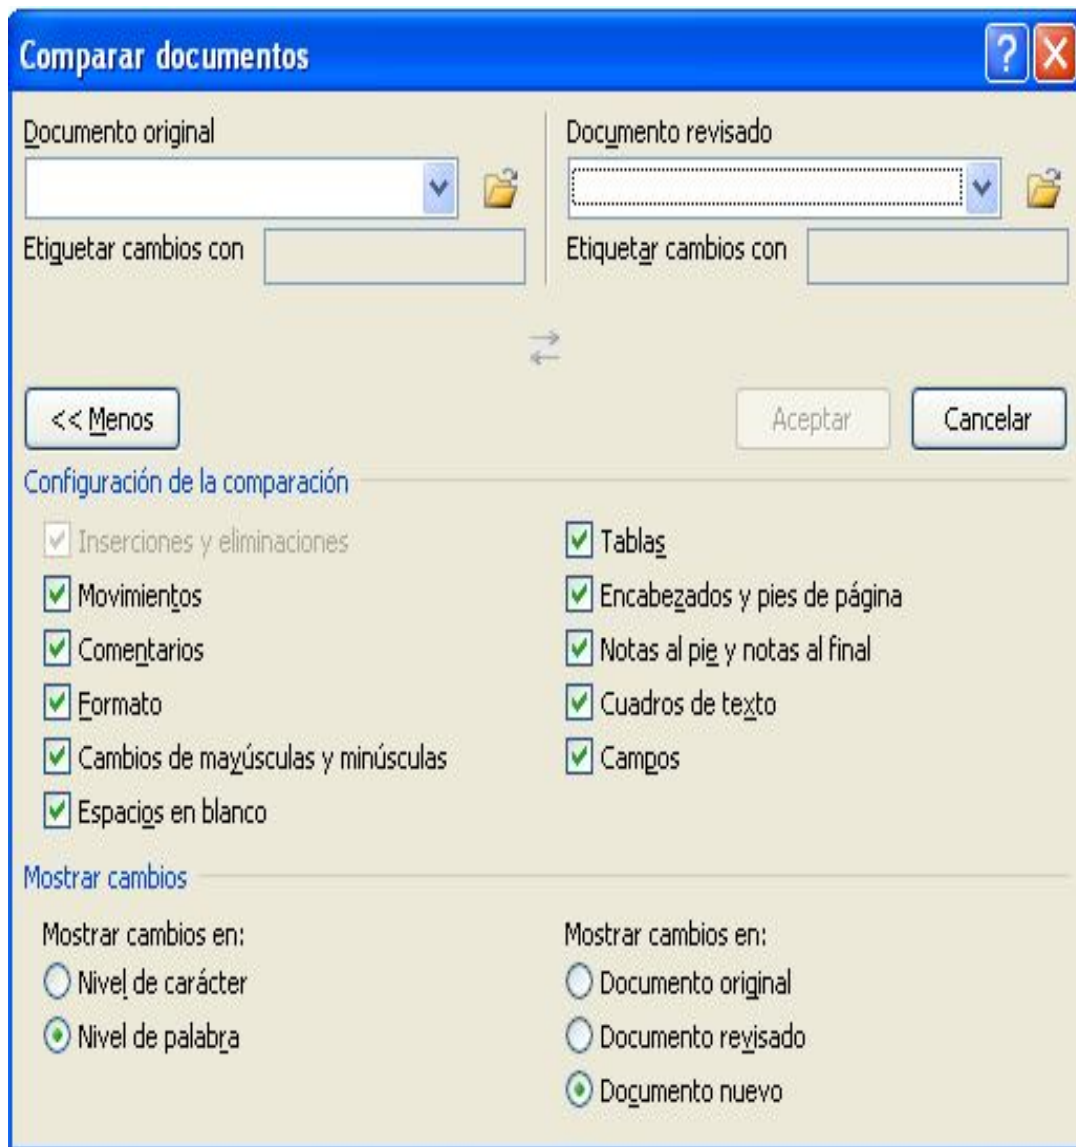 Comparar documentos
Documento original
Documento revisado
Etiquetar cambios con
Etiquetar cambios con
<< Menos
Aceptar
Cancelar
Configuración de la comparación
Inserciones y eliminaciones
Tablas
Movimientos
Encabezados y pies de página
Comentarios
Notas al pie y notas al final
Formato
Cuadros de texto
Cambios de mayúsculas y minúsculas
Campos
Espacios en blanco
Mostrar cambios
Mostrar cambios en:
Mostrar cambios en:
Nivel de carácter
Documento original
Nivel de palabra
Documento revisado
Documento nuevo